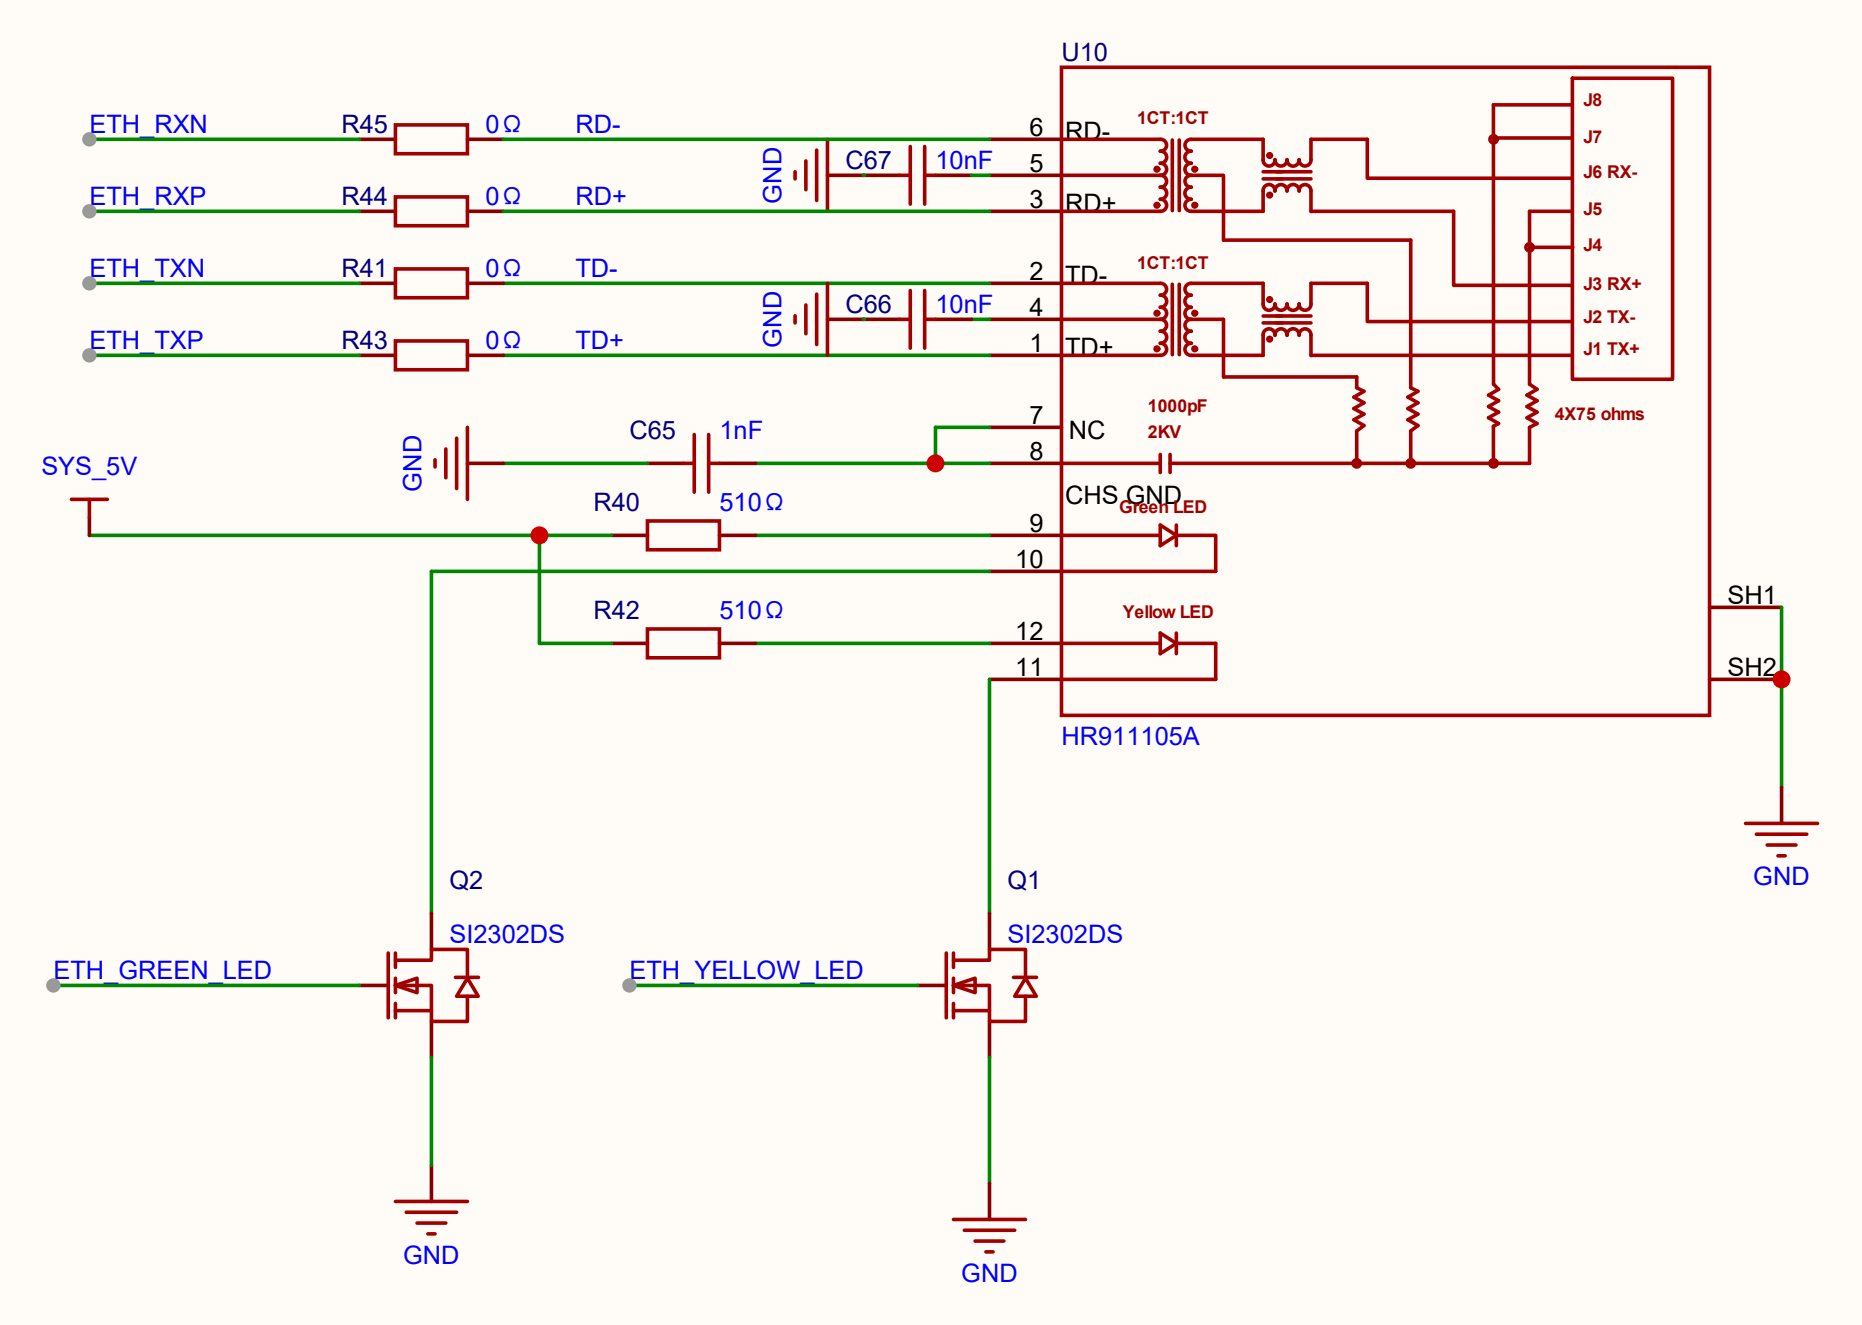 U10
ETH_RXN R45 0Ω RD- 6 RD- 1CT:1CT J8
J7
GND C67 10nF 5 J6 RX-
ETH_RXP R44 0Ω RD+ 3 RD+ J5
J4
ETH_TXN R41 0Ω TD- 2 TD- 1CT:1CT J3 RX+
GND C66 10nF 4 J2 TX-
ETH_TXP R43 0Ω TD+ 1 TD+ J1 TX+
7 NC 1000pF 4X75 ohms
2KV
GND C65 1nF 8
CHS GND
SYS_5V
R40 510Ω 9 Green LED
10
R42 510Ω 12 Yellow LED
11
SH1
SH2
HR911105A
GND
Q2 Q1
SI2302DS SI2302DS
ETH_GREEN_LED ETH_YELLOW_LED
GND
GND